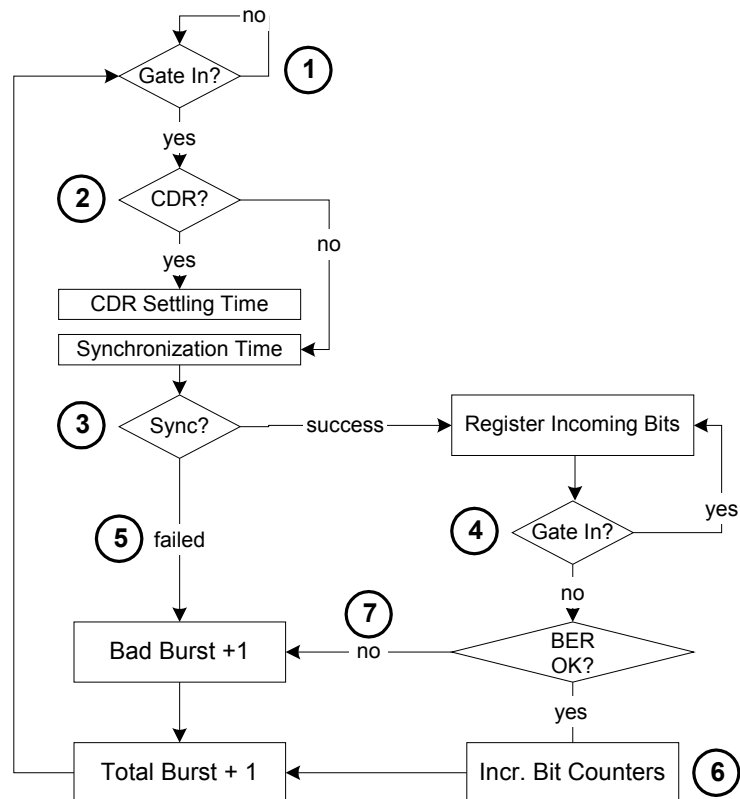 no
Gate In?
1
yes
2
CDR?
no
yes
CDR Settling Time
Synchronization Time
3
Sync?
success
Register Incoming Bits
yes
4
Gate In?
5
failed
no
7
BER
OK?
Bad Burst +1
no
yes
Total Burst + 1
Incr. Bit Counters
6